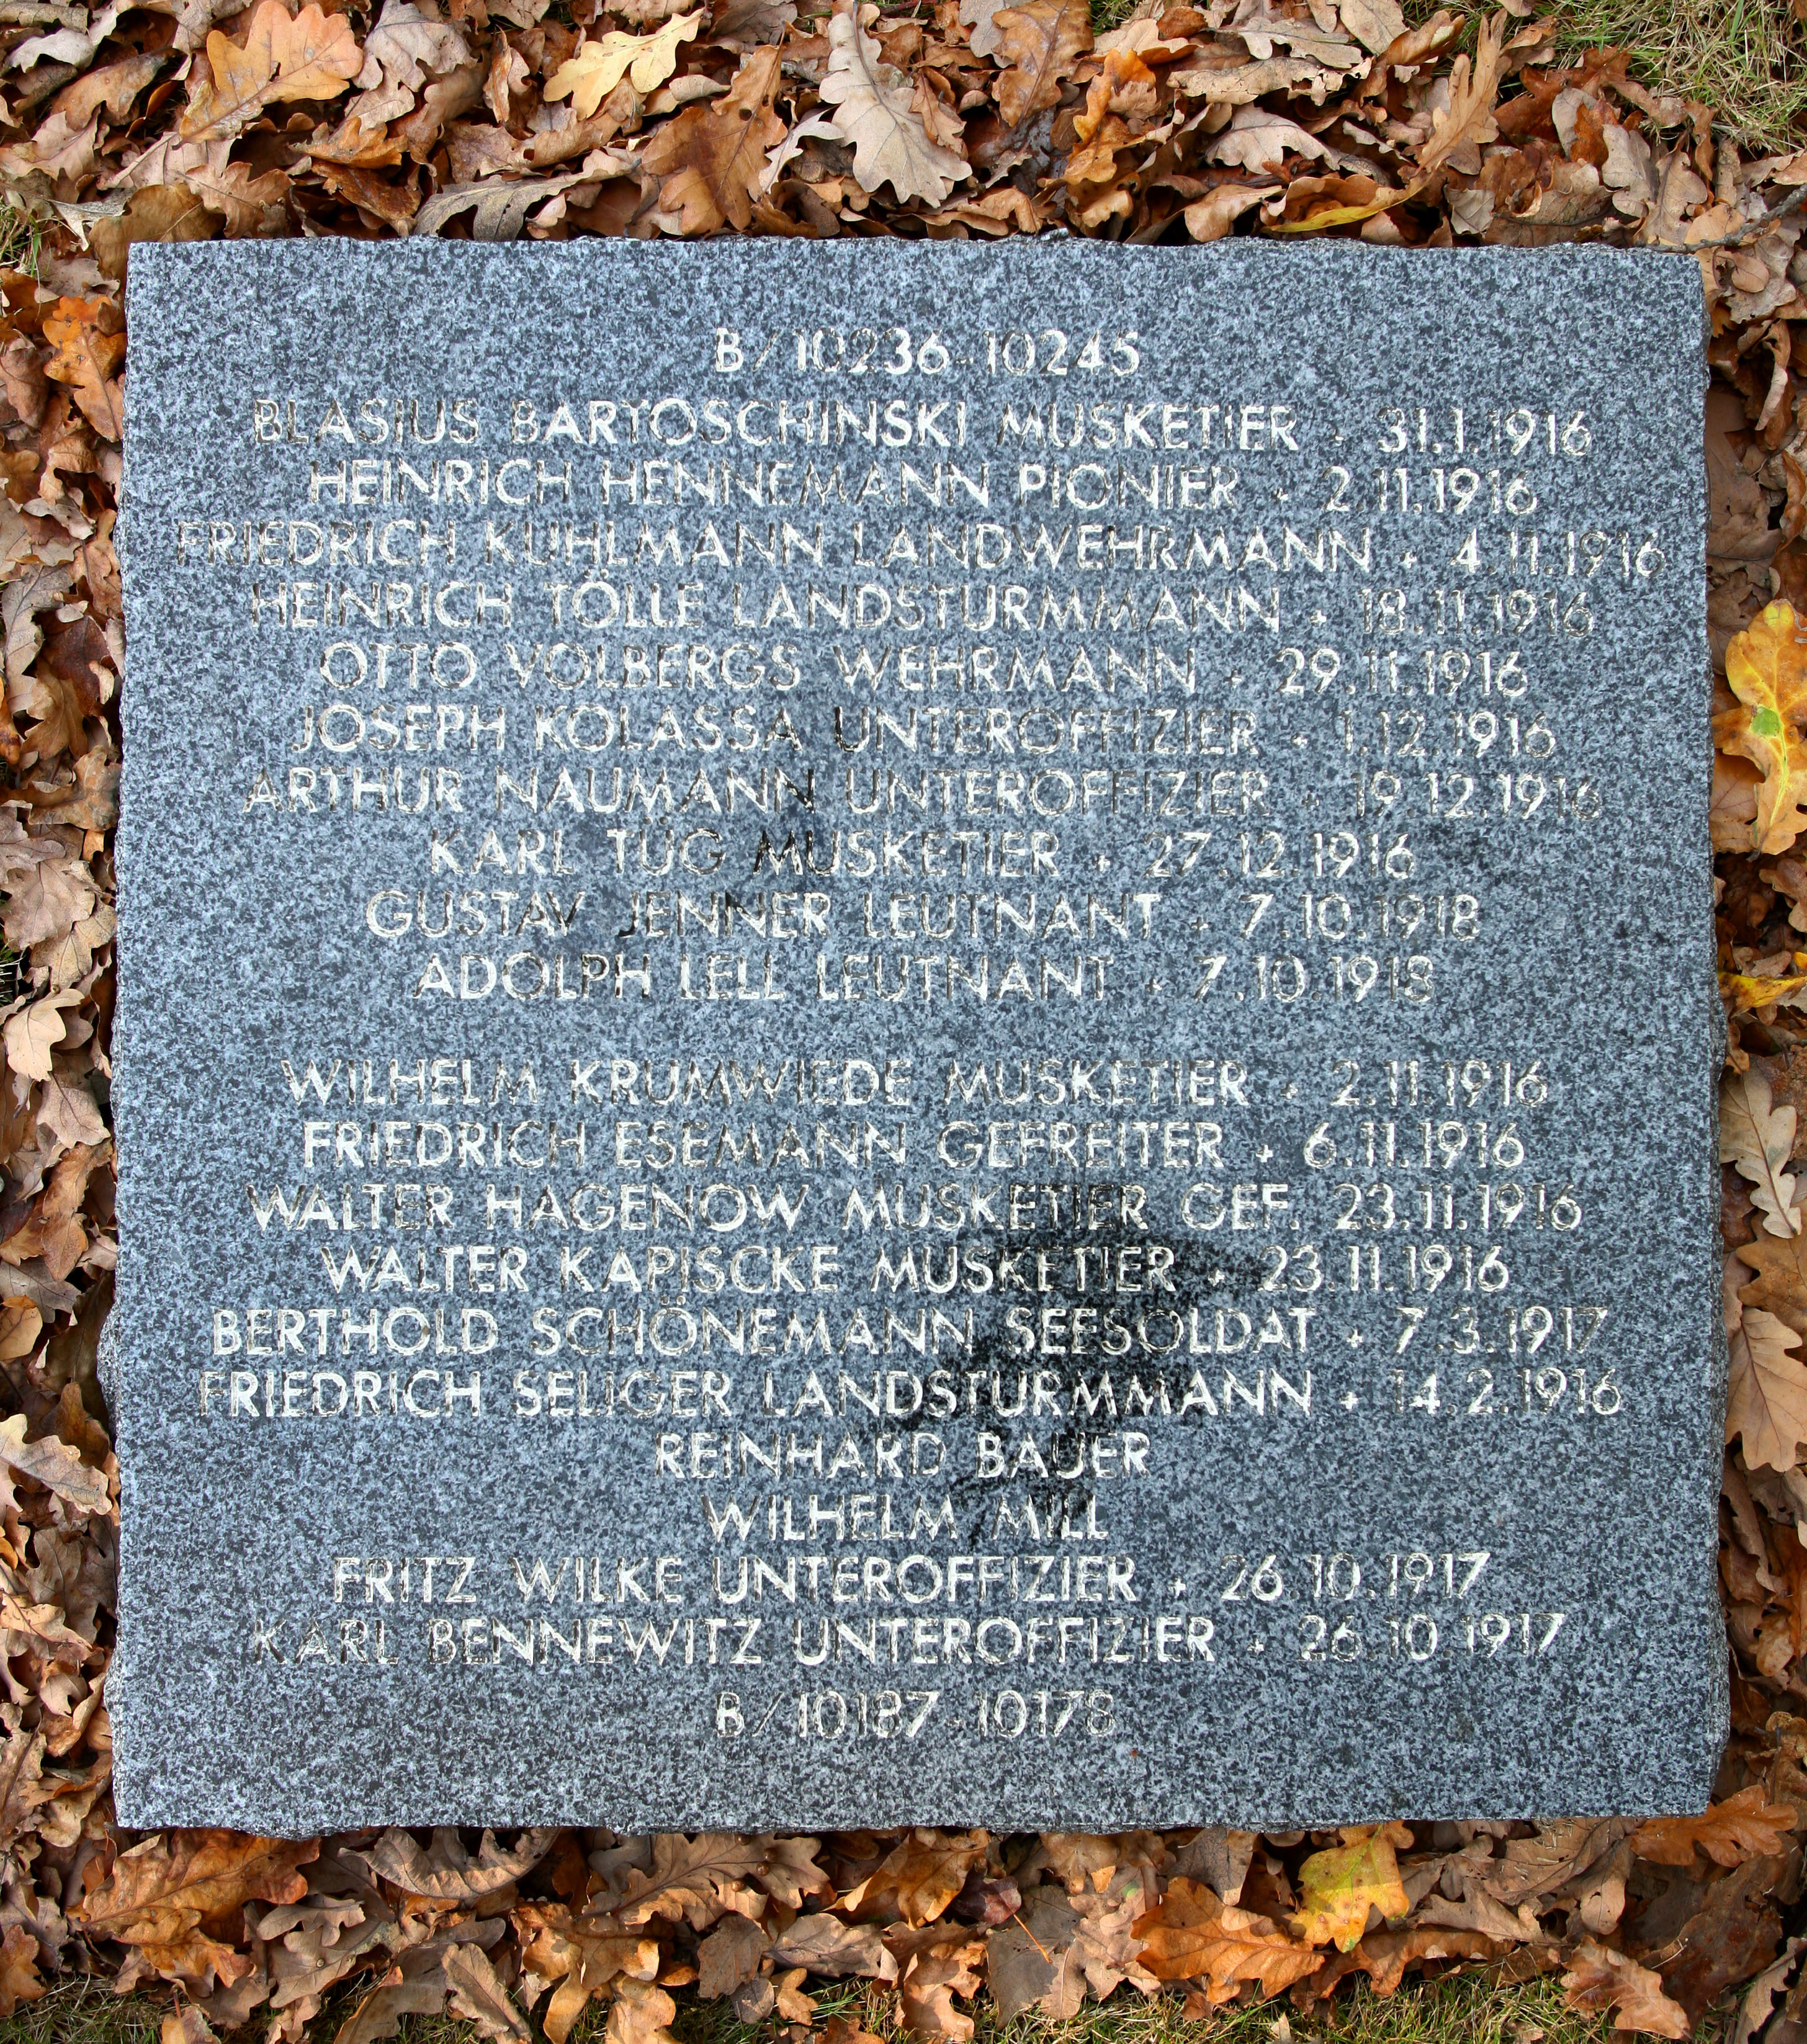 B/10236-10245
BLASIUS BARTOSCHINSKI MUSKETIER + 31.1.1916
HEINRICH HENNEMANN PIONIER + 2.11.1916
FRIEDRICH KUHLMANN LANDWEHRMANN + 4.11.1916
HEINRICH TÖLLE LANDSTURMMANN + 18.11.1916
OTTO VOLBERGS WEHRMANN + 29.11.1916
JOSEPH KOLASSA UNTEROFFIZIER + 1.12.1916
ARTHUR NAUMANN UNTEROFFIZIER + 19.12.1916
KARL TÜG MUSKETIER + 27.12.1916
GUSTAV JENNER LEUTNANT + 7.10.1918
ADOLPH LELL LEUTNANT + 7.10.1918
WILHELM KRUMWIEDE MUSKETIER + 2.11.1916
FRIEDRICH ESEMANN GEFREITER + 6.11.1916
WALTER HAGENOW MUSKETIER GEF. 23.11.1916
WALTER KAPISCKE MUSKETIER + 23.11.1916
BERTHOLD SCHÖNEMANN SEESOLDAT + 7.3.1917
FRIEDRICH SELIGER LANDSTURMMANN + 14.2.1916
REINHARD BAUER
WILHELM MILL
FRITZ WILKE UNTEROFFIZIER + 26.10.1917
KARL BENNEWITZ UNTEROFFIZIER + 26.10.1917
B/10187-10178